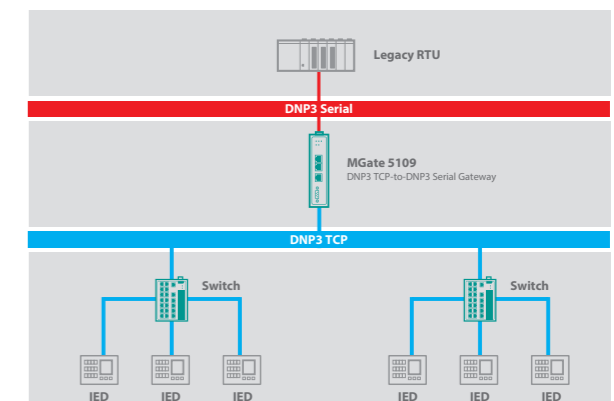 Legacy RTU
DNP3 Serial
MGate 5109
DNP3 TCP-to-DNP3 Serial Gateway
DNP3 TCP
Switch
Switch
IED
IED
IED
IED
IED
IED